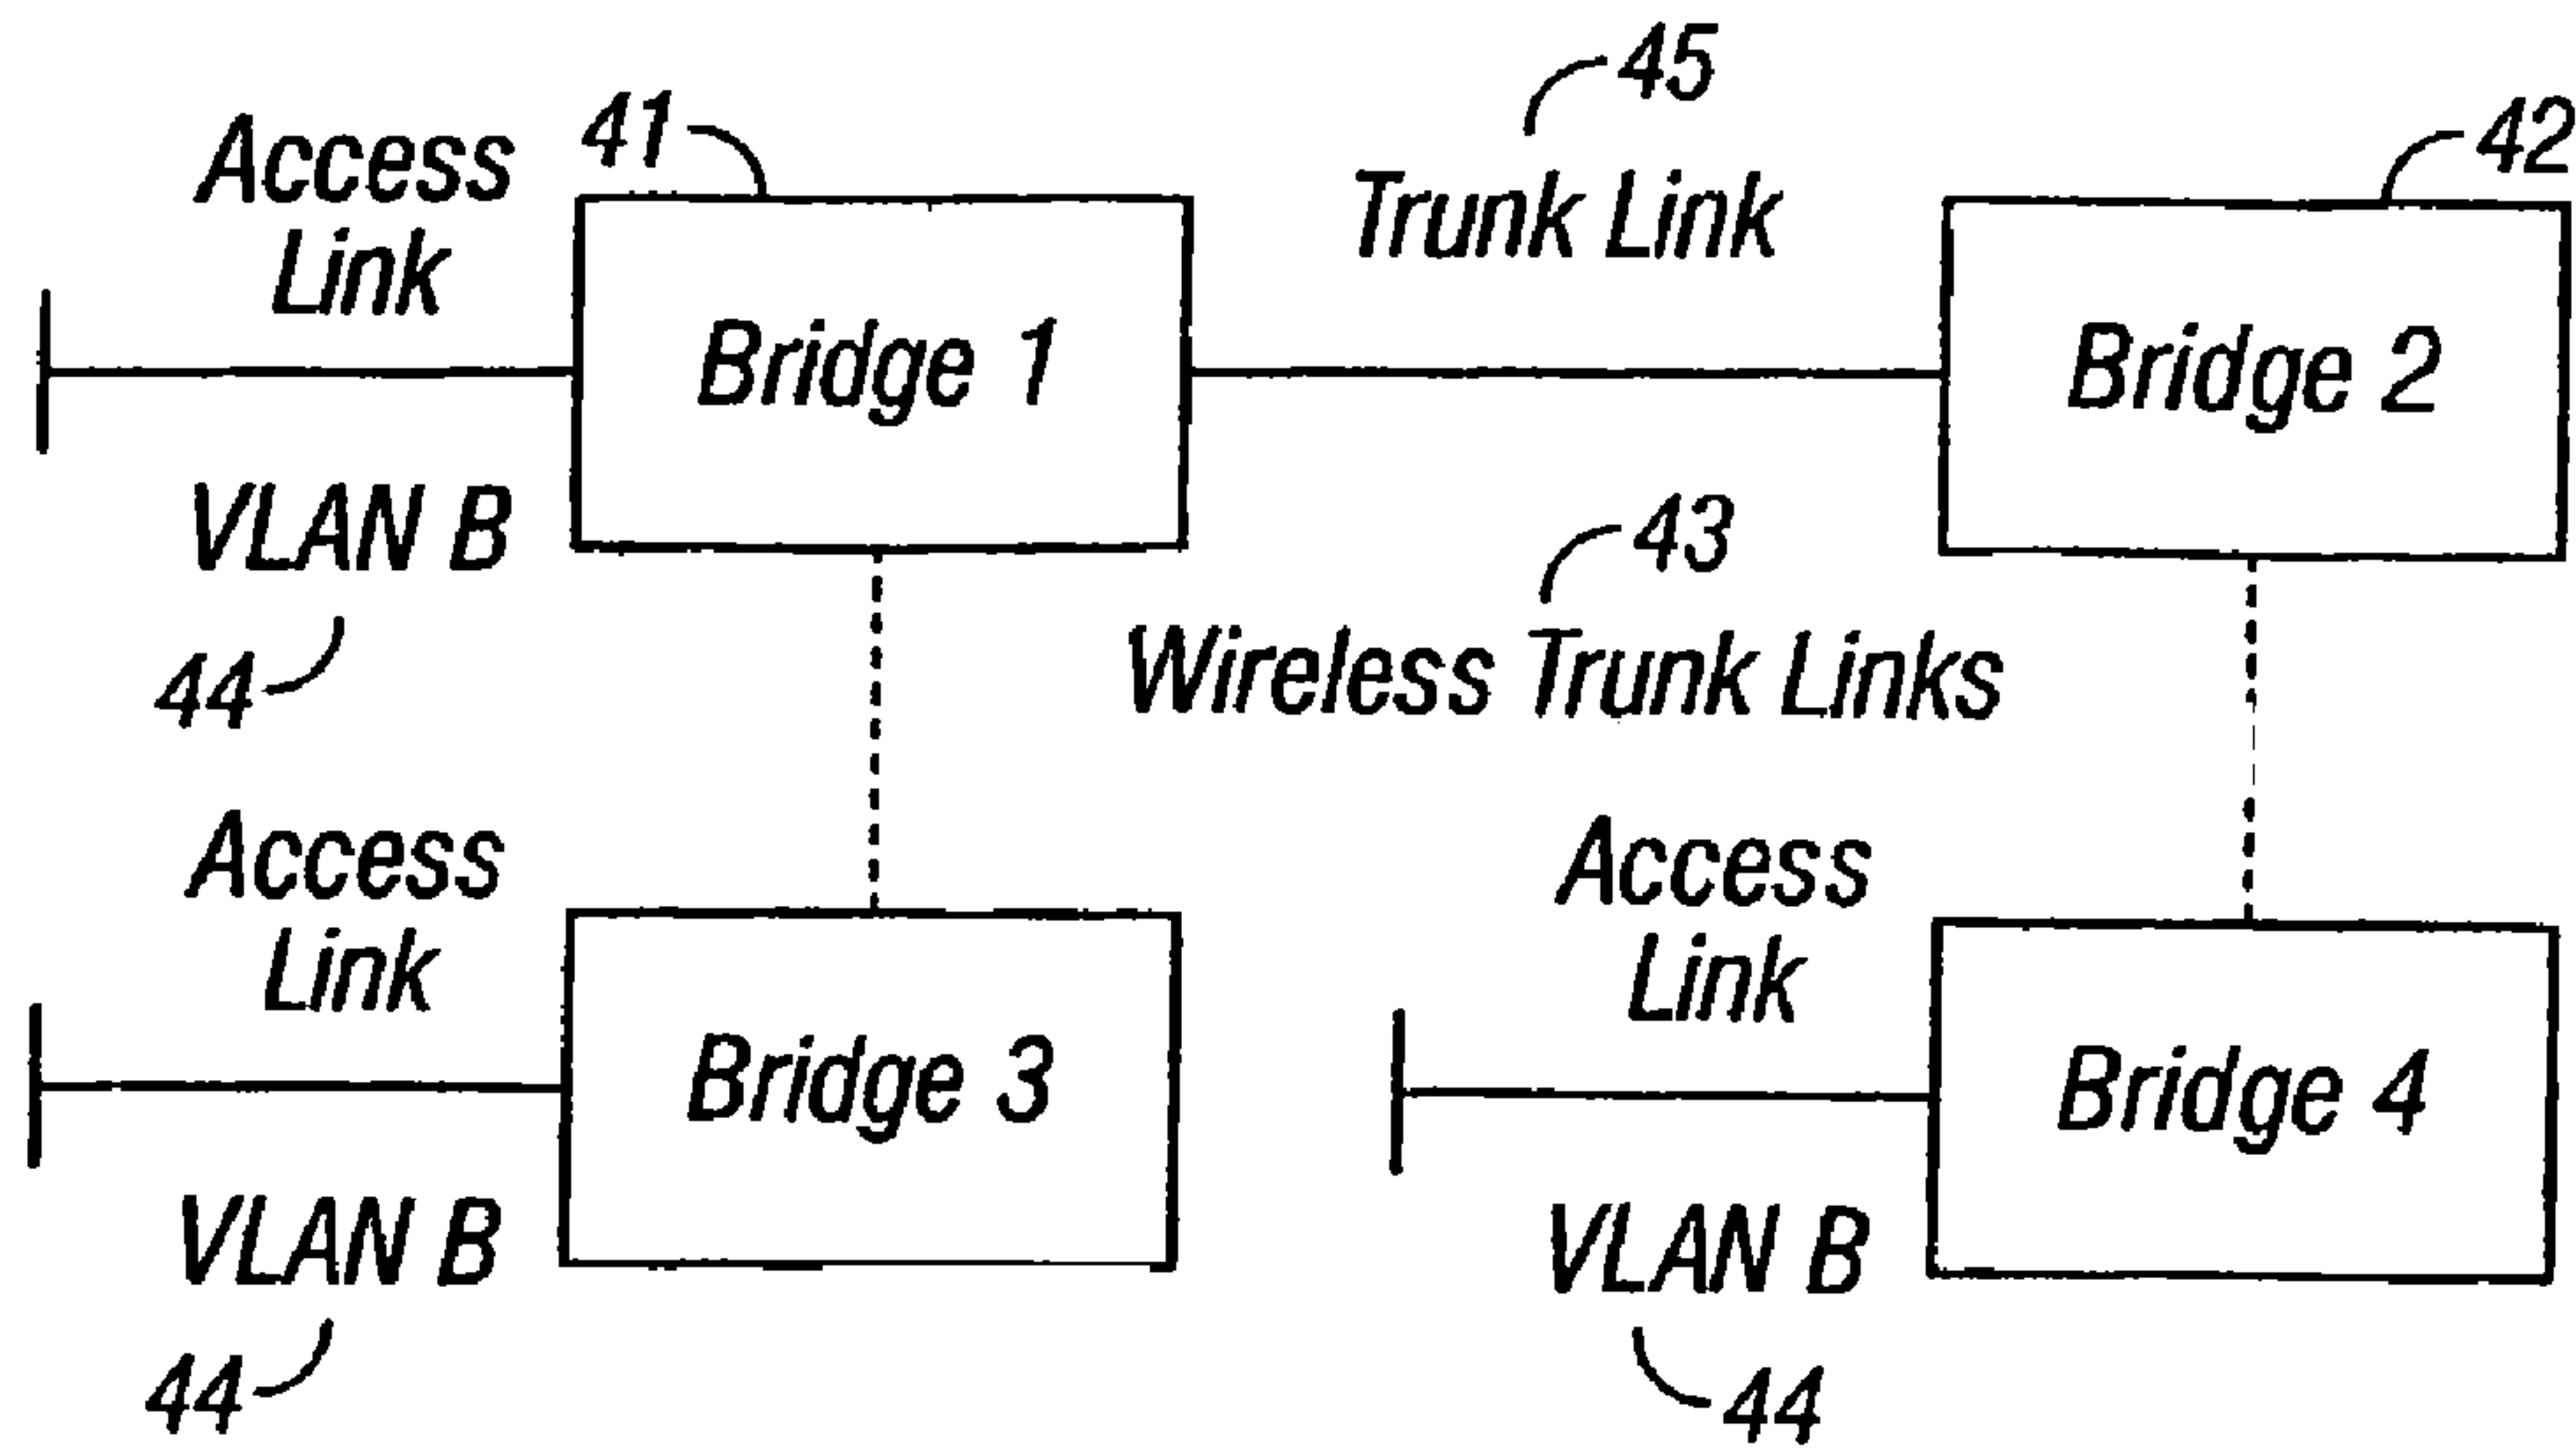 45
41
42
Access
Link
Trunk Link
Bridge 1
Bridge 2
VLAN B
43
44
Wireless Trunk Links
Access
Link
Access
Link
Bridge 3
Bridge 4
VLAN B
VLAN B
44
44